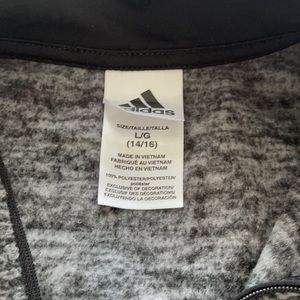 adidas
SIZE/TAILLE/TALLA
L/G
(14/16)
MADE IN VIETNAM
FABRIQUÉ AU VIETNAM
HECHO EN VIETNAM
100% POLYESTER/POLYESTER/
poliéster
EXCLUSIVE OF DECORATION/
EXCLUSIF DES DÉCORATIONS/
EXCLUYENDO LA DECORACIÓN